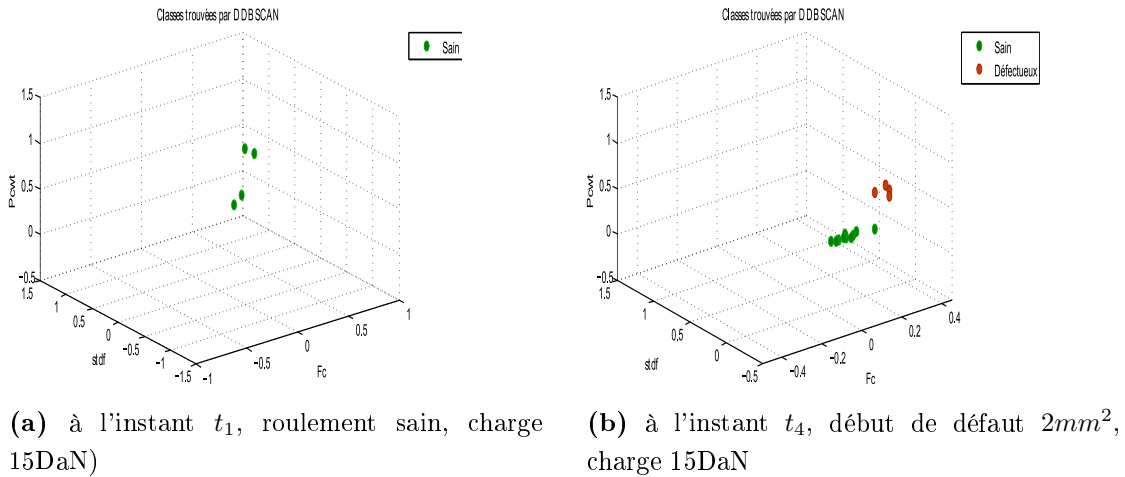 Classes trouvées par DDBSCAN
Sain
1.5
1
0.5
0
−0.5
Powt
1.5
1
0.5
0
−0.5
−1
−1.5
stdf
−1
−0.5
0
0.5
1
Fc
(a) à l'instant t₁, roulement sain, charge
15DaN)
Classes trouvées par DDBSCAN
Sain
Défectueux
1.5
1
0.5
0
−0.5
Powt
1.5
1
0.5
0
−0.5
stdf
−0.4
−0.2
0
0.2
0.4
Fc
(b) à l'instant t₄, début de défaut 2mm²,
charge 15DaN